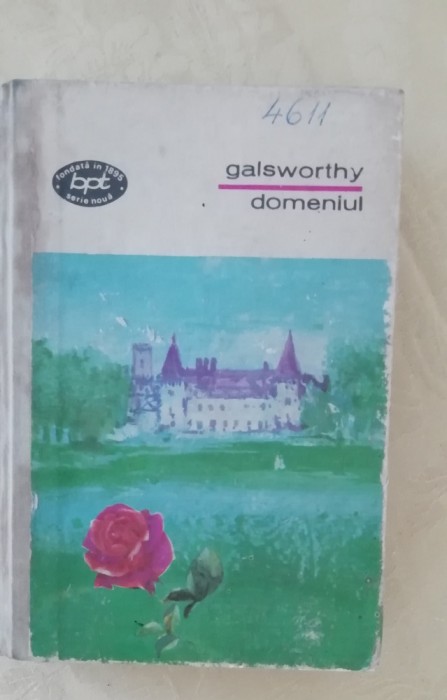 4611
fondată în 1895
bpt
serie nouă
galsworthy
domeniul